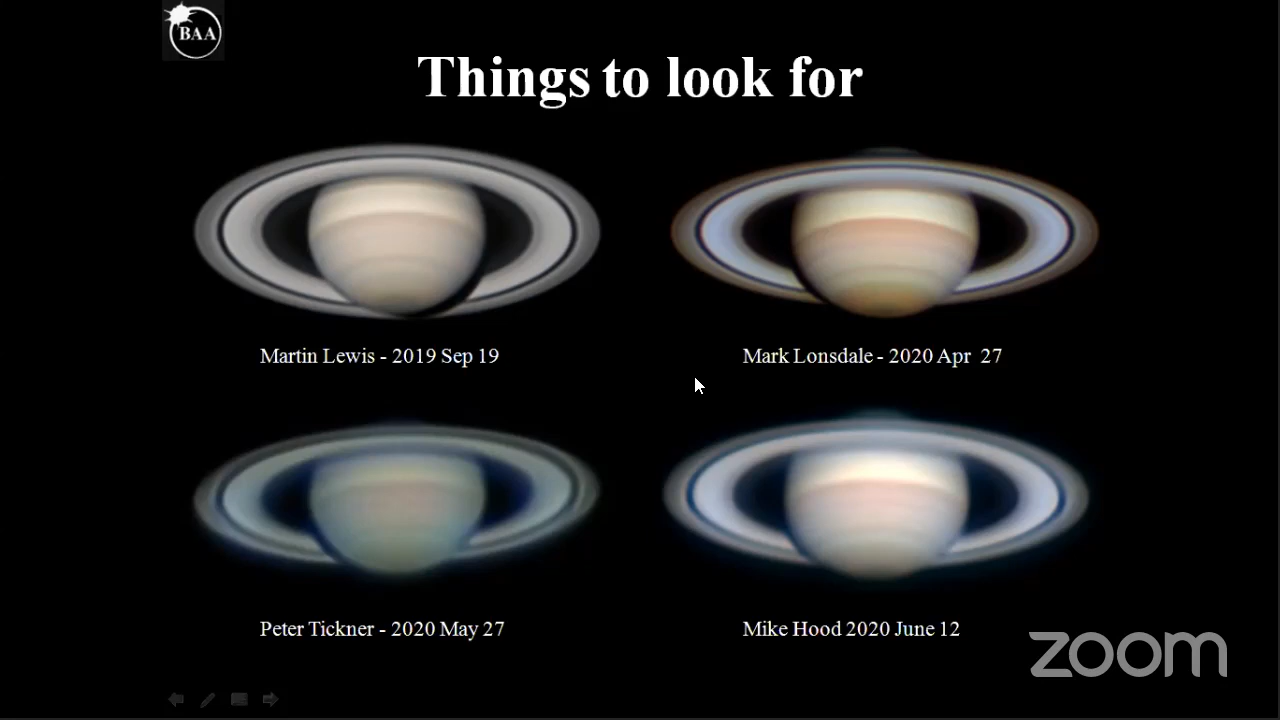 BAA
Things to look for
Martin Lewis - 2019 Sep 19
Mark Lonsdale - 2020 Apr 27
Peter Tickner - 2020 May 27
Mike Hood 2020 June 12
zoom